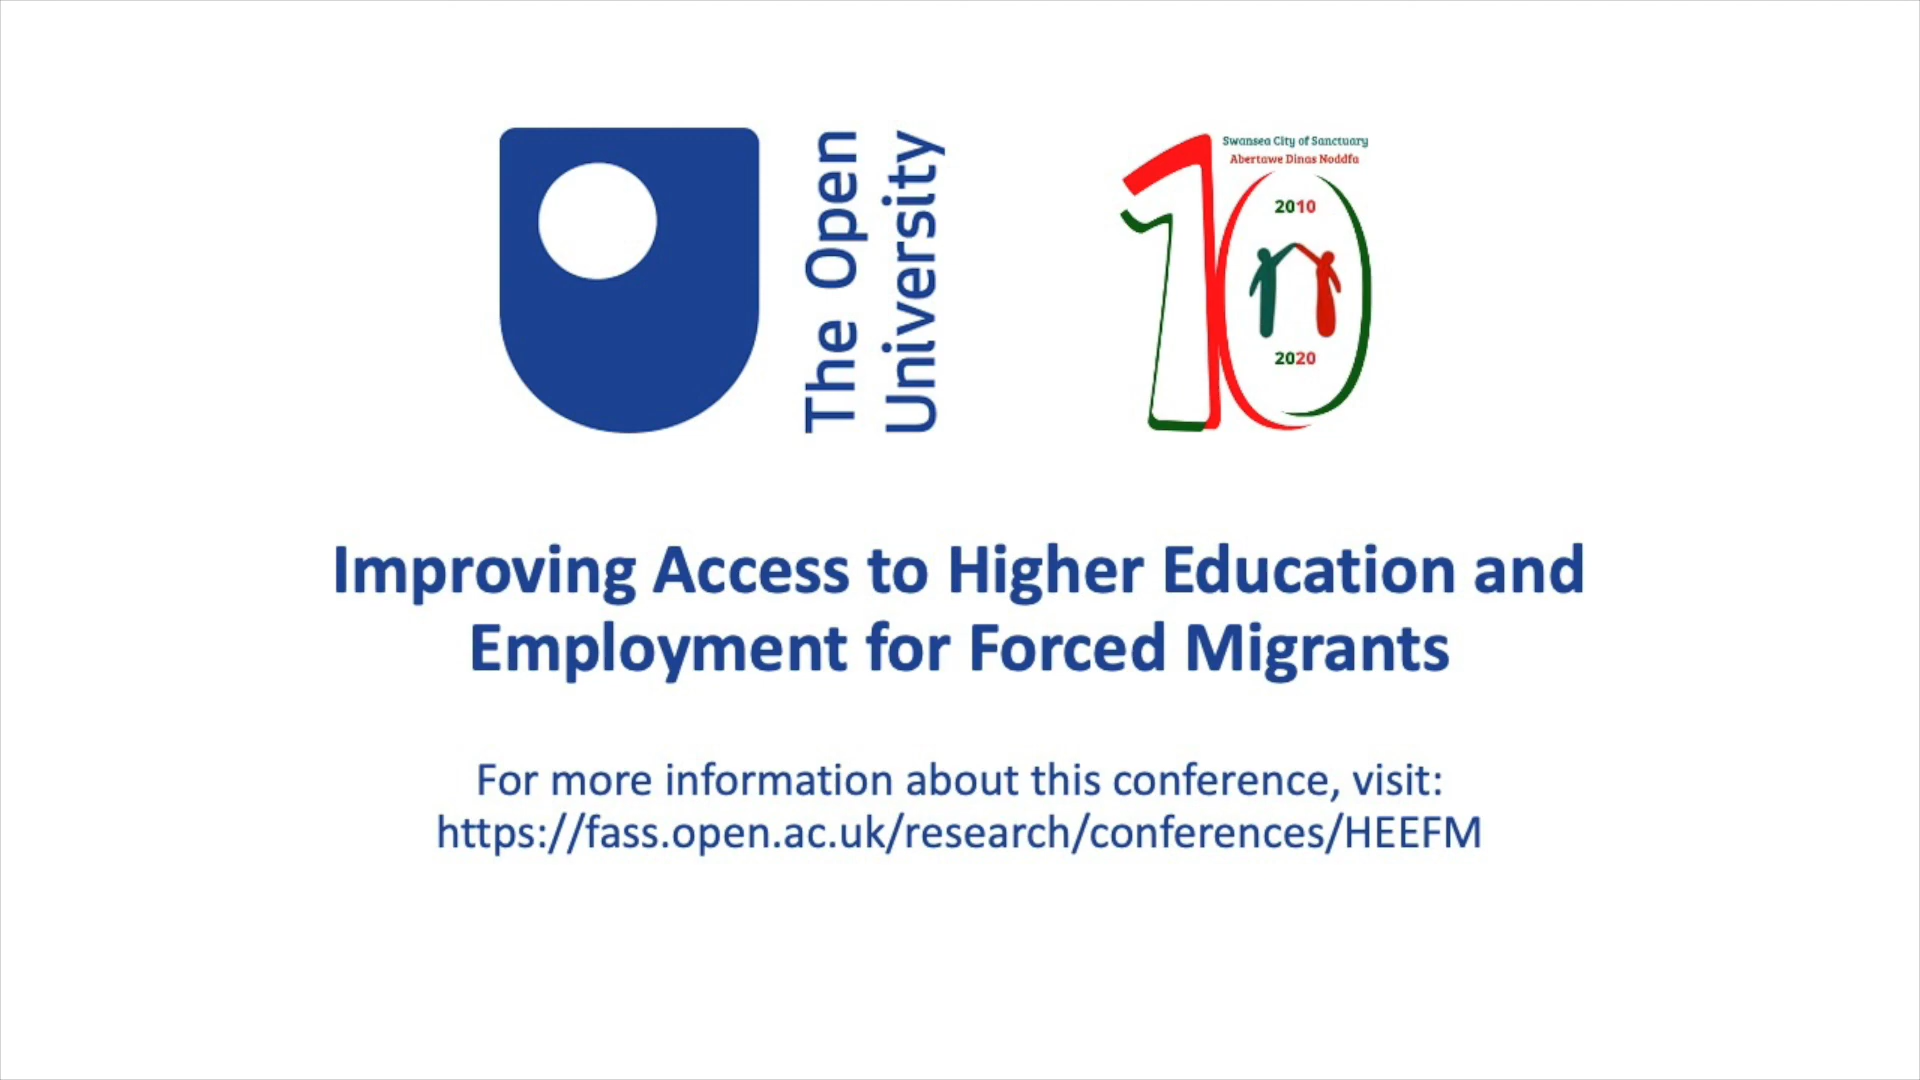 The Open
University
Swansea City of Sanctuary
Abertawe Dinas Noddfa
10
2010
2020
Improving Access to Higher Education and
Employment for Forced Migrants
For more information about this conference, visit:
https://fass.open.ac.uk/research/conferences/HEEFM